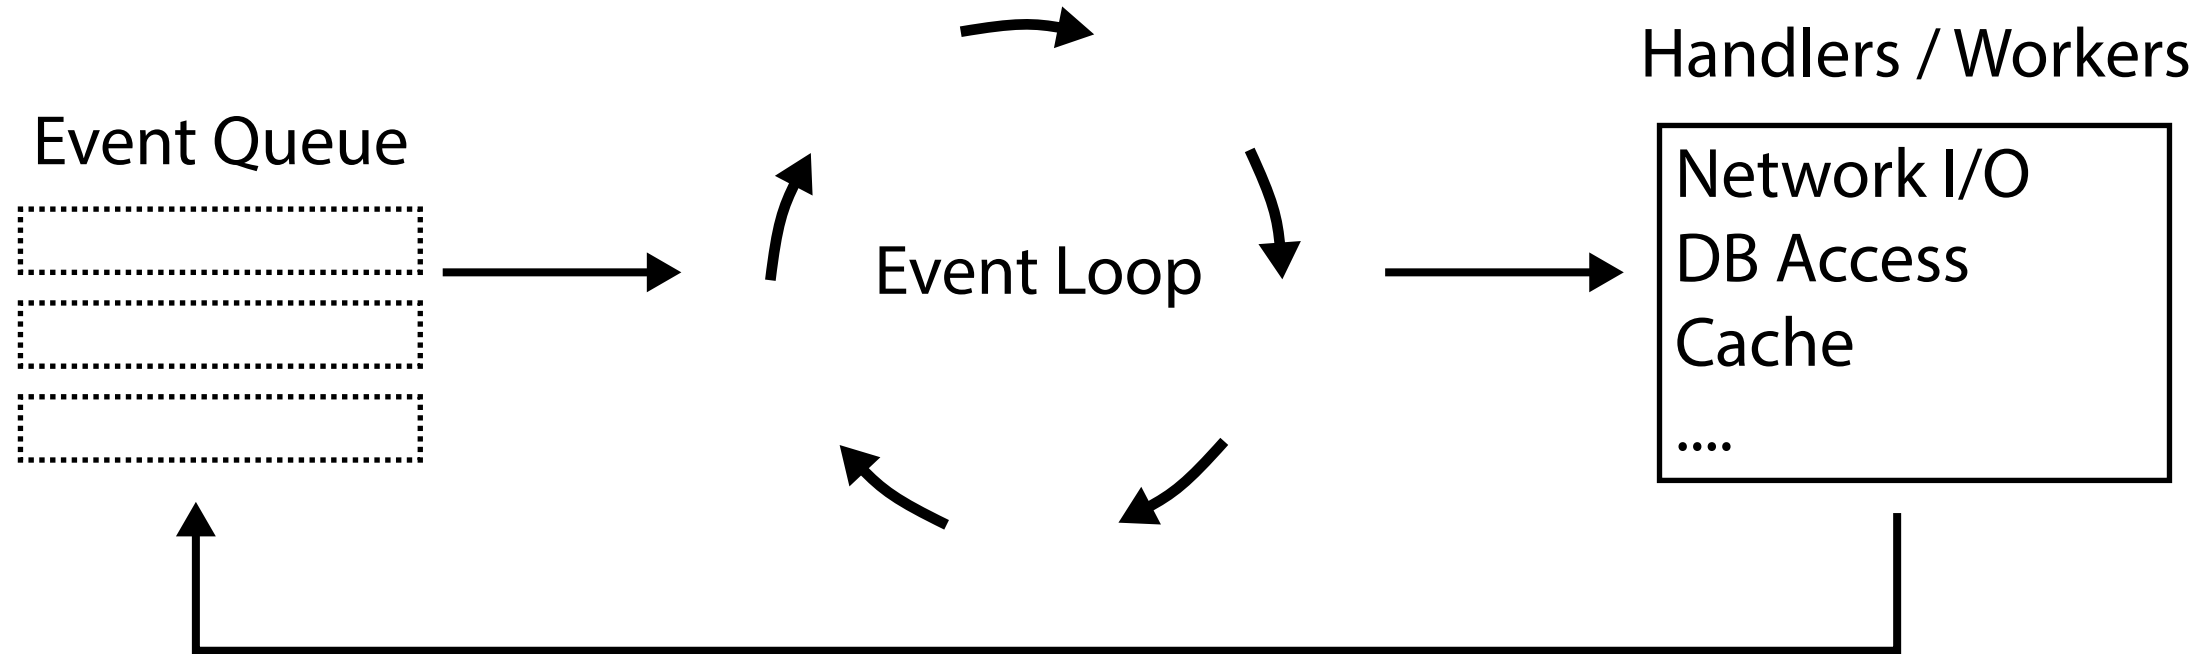 Event Queue
Event Loop
Handlers / Workers
Network I/O
DB Access
Cache
....